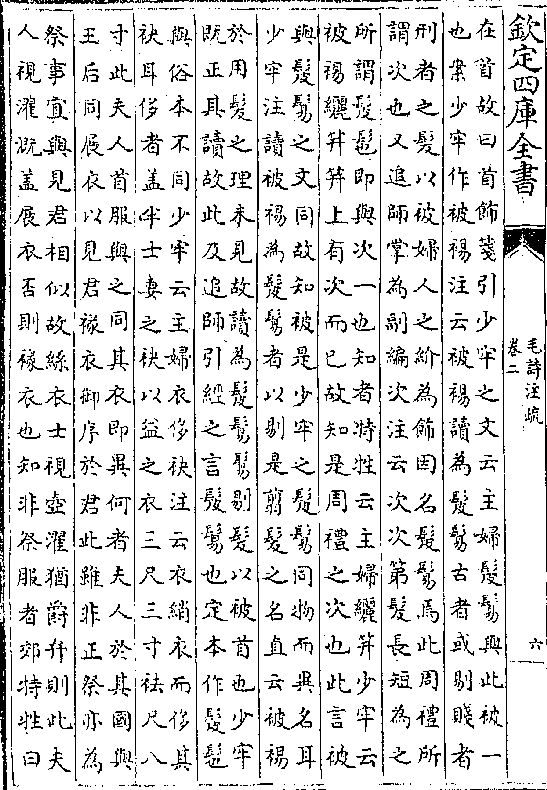 欽定四庫全書
毛詩注疏
卷二
六
在首故曰首飾箋引少牢之文云主婦髲鬄與此被一
也案少牢作被裼注云被裼讀為髲鬄古者或剔賤者
刑者之髮以被婦人之紒為飾因名髲鬄焉此周禮所
謂次也又追師掌為副編次注云次次第髮長短為之
所謂髲髢即與次一也知者特牲云主婦纚笄少牢云
被裼纚笄笄上有次而已故知是周禮之次也此言被
與髲鬄之文同故知被是少牢之髲鬄同物而異名耳
少牢注讀被裼為髲鬄者以剔是翦髮之名直云被裼
於用髮之理未見故讀為髲鬄鬄剔髮以被首也少牢
既正其讀故此及追師引經之言髲鬄也定本作髲髢
與俗本不同少牢云主婦衣侈袂注云衣綃衣而侈其
袂耳侈者蓋半士妻之袂以益之衣三尺三寸袪尺八
寸此夫人首服與之同其衣即異何者夫人於其國與
王后同展衣以見君褖衣御序於君此雖非正祭亦為
祭事宜與見君相似故絲衣士視壺濯猶爵弁則此夫
人視濯溉蓋展衣否則褖衣也知非祭服者郊特牲曰